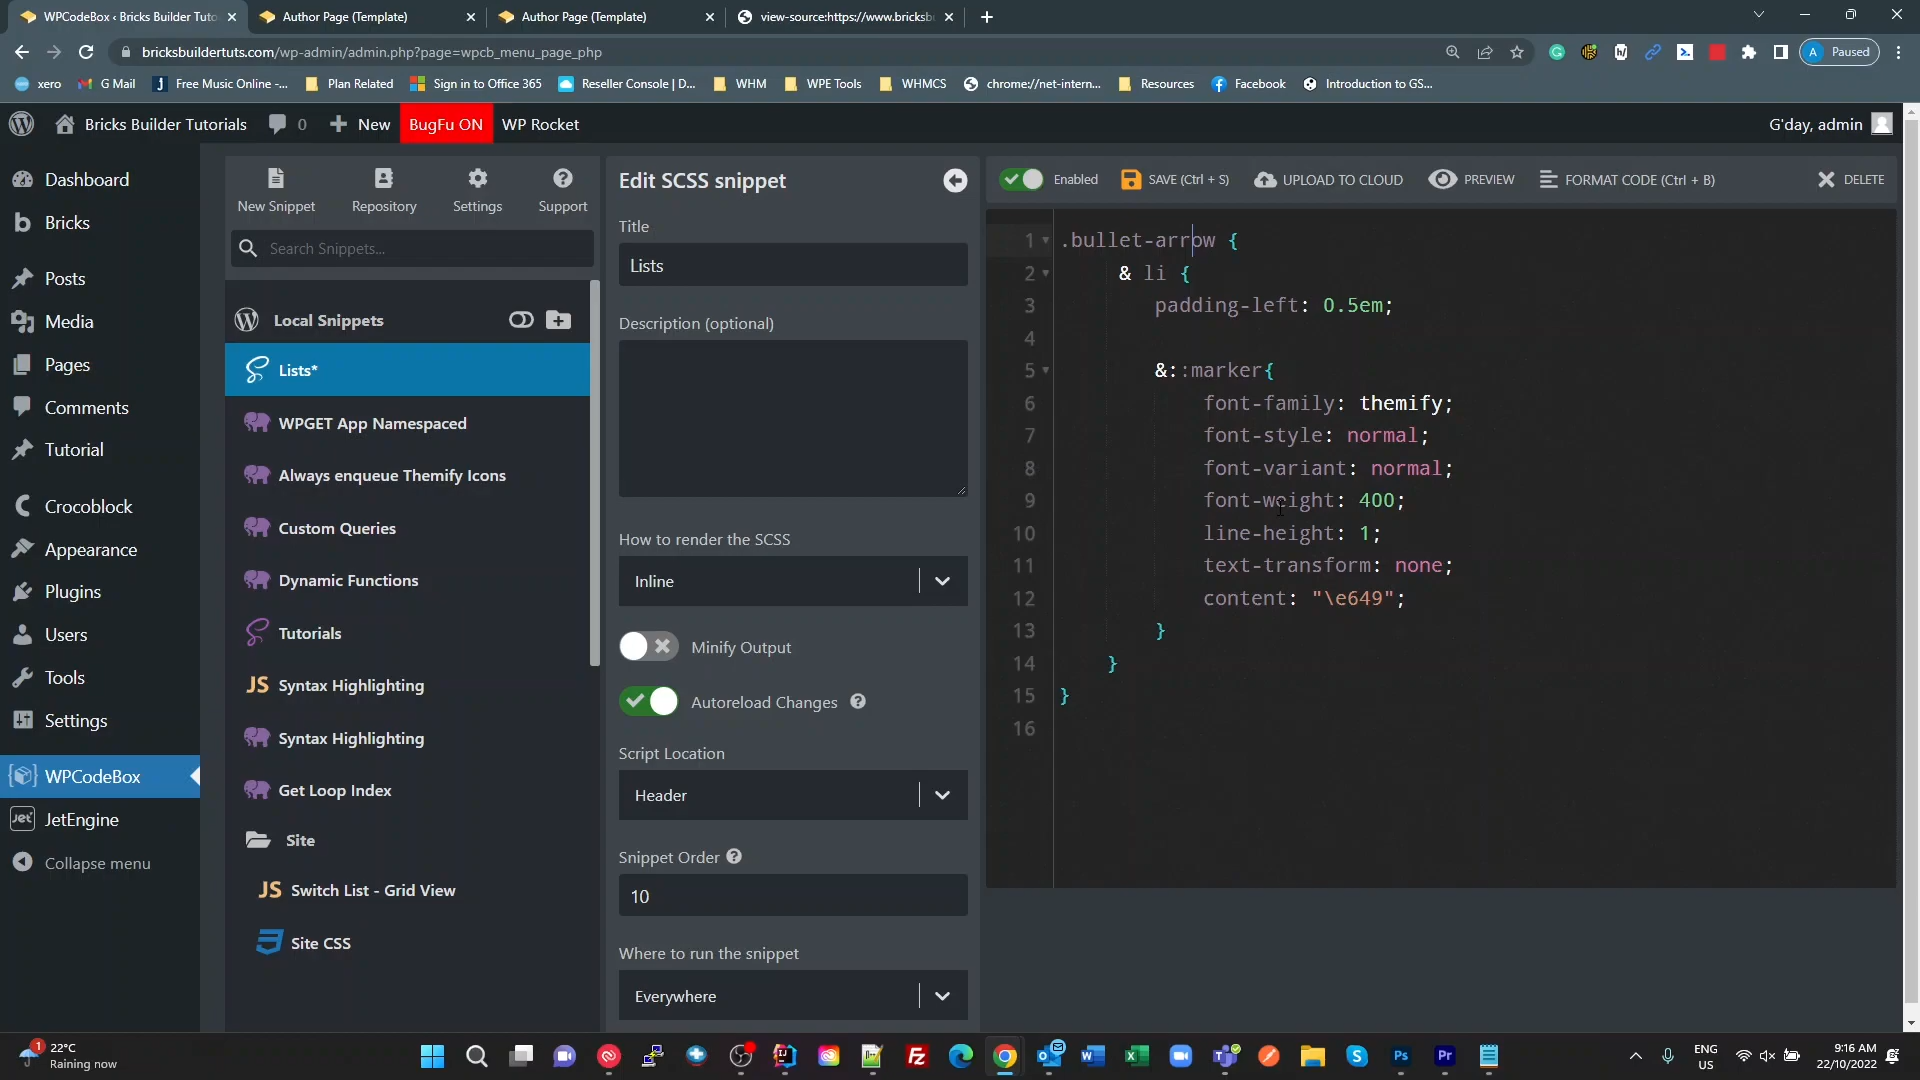 WPCodeBox ‹ Bricks Builder Tuto
Author Page (Template)
Author Page (Template)
view-source:https://www.bricksb
bricksbuildertuts.com/wp-admin/admin.php?page=wpcb_menu_page_php
Paused
xero
G Mail
Free Music Online -...
Plan Related
Sign in to Office 365
Reseller Console | D...
WHM
WPE Tools
WHMCS
chrome://net-intern...
Resources
Facebook
Introduction to GS...
Bricks Builder Tutorials
0
New
BugFu ON
WP Rocket
G'day, admin
Dashboard
Bricks
Posts
Media
Pages
Comments
Tutorial
Crocoblock
Appearance
Plugins
Users
Tools
Settings
WPCodeBox
JetEngine
Collapse menu
New Snippet
Repository
Settings
Support
Search Snippets...
Local Snippets
Lists*
WPGET App Namespaced
Always enqueue Themify Icons
Custom Queries
Dynamic Functions
Tutorials
JS Syntax Highlighting
Syntax Highlighting
Get Loop Index
Site
JS Switch List - Grid View
Site CSS
Edit SCSS snippet
Title
Lists
Description (optional)
How to render the SCSS
Inline
Minify Output
Autoreload Changes
Script Location
Header
Snippet Order
10
Where to run the snippet
Everywhere
Enabled
SAVE (Ctrl + S)
UPLOAD TO CLOUD
PREVIEW
FORMAT CODE (Ctrl + B)
DELETE
1 .bullet-arrow {
2 & li {
3 padding-left: 0.5em;
4
5 &::marker{
6 font-family: themify;
7 font-style: normal;
8 font-variant: normal;
9 font-weight: 400;
10 line-height: 1;
11 text-transform: none;
12 content: "\e649";
13 }
14 }
15 }
16
1
22°C
Raining now
ENG
US
9:16 AM
22/10/2022